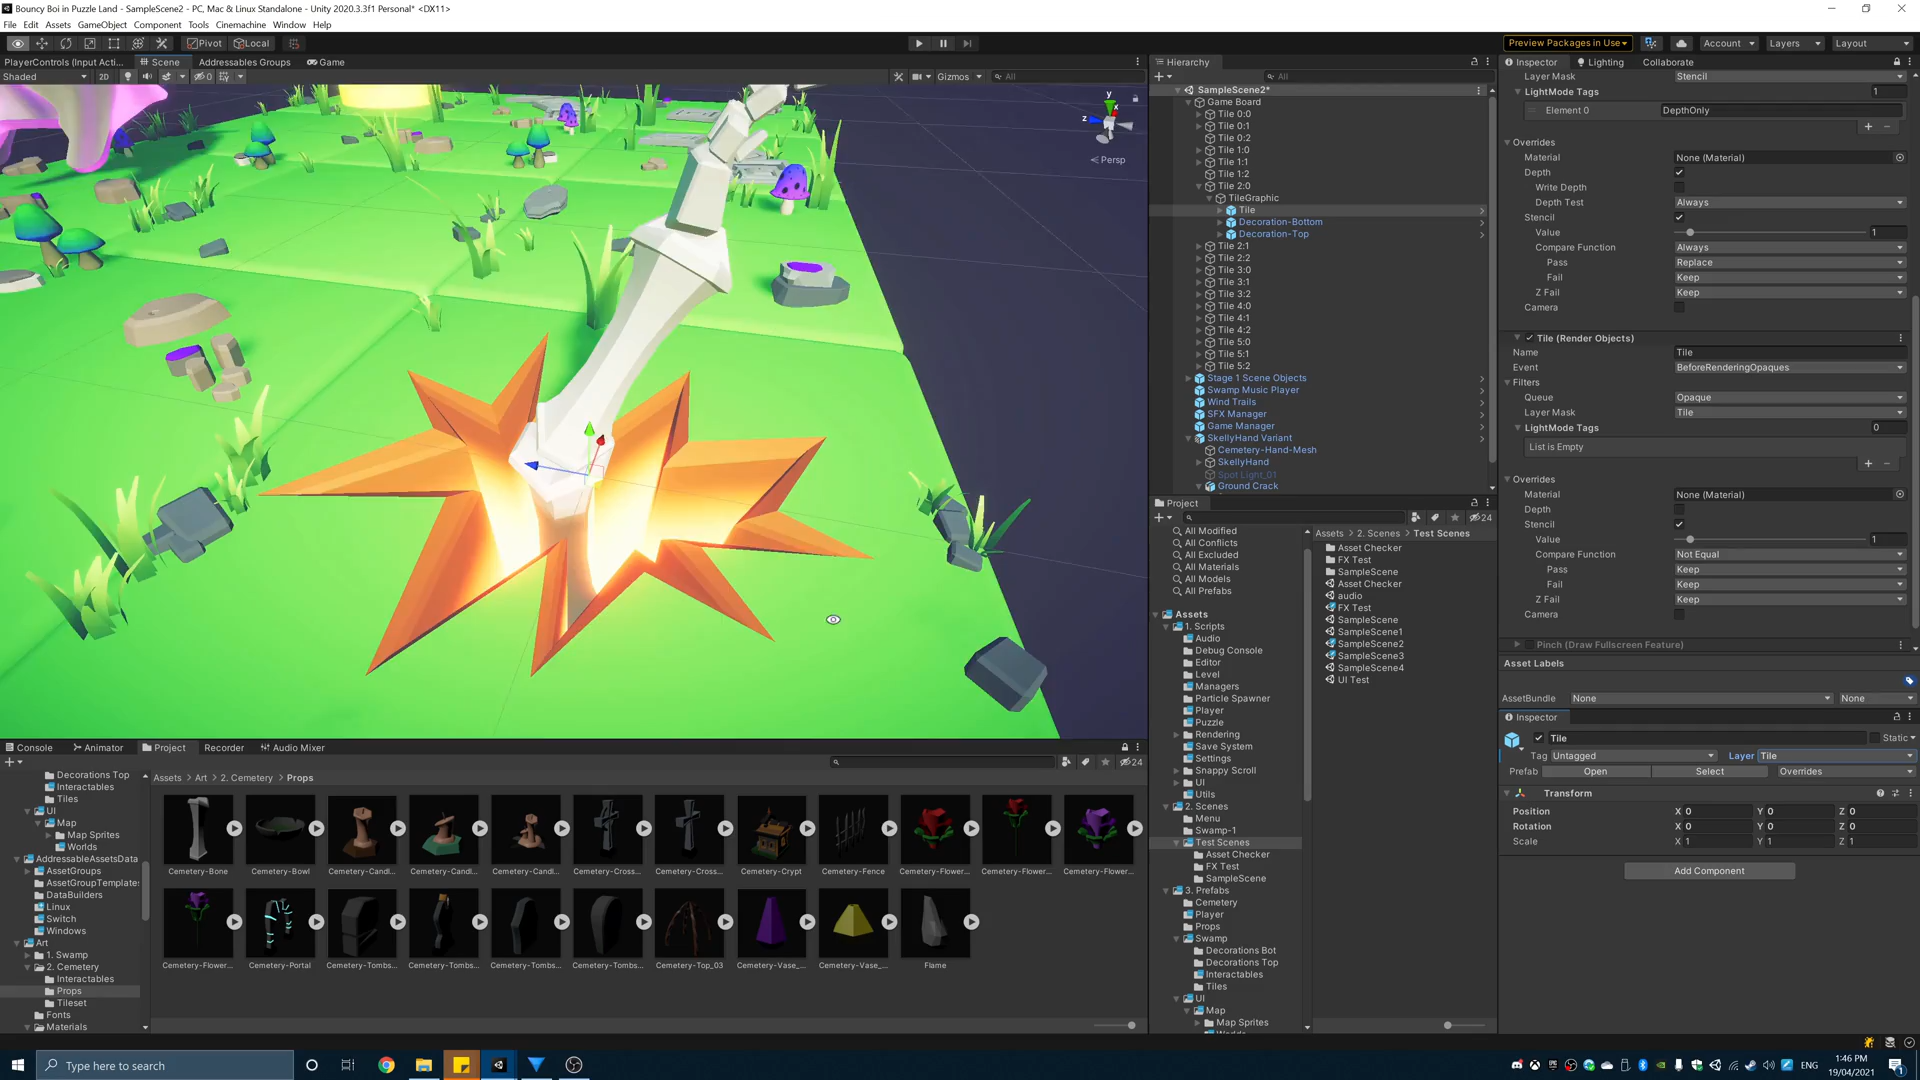 Bouncy Boi in Puzzle Land - SampleScene2 - PC, Mac & Linux Standalone - Unity 2020.3.3f1 Personal* <DX11>
File Edit Assets GameObject Component Tools Cinemachine Window Help
Pivot Local
Preview Packages in Use Account Layers Layout
PlayerControls (Input Acti... Scene Addressables Groups Game
Shaded 2D 0 Gizmos All
y
x
z
Persp
Hierarchy
All
SampleScene2*
Game Board
Tile 0:0
Tile 0:1
Tile 0:2
Tile 1:0
Tile 1:1
Tile 1:2
Tile 2:0
TileGraphic
Tile
Decoration-Bottom
Decoration-Top
Tile 2:1
Tile 2:2
Tile 3:0
Tile 3:1
Tile 3:2
Tile 4:0
Tile 4:1
Tile 4:2
Tile 5:0
Tile 5:1
Tile 5:2
Stage 1 Scene Objects
Swamp Music Player
Wind Trails
SFX Manager
Game Manager
SkellyHand Variant
Cemetery-Hand-Mesh
SkellyHand
Spot Light_01
Ground Crack
Project
24
All Modified
All Conflicts
All Excluded
All Materials
All Models
All Prefabs
Assets
1. Scripts
Audio
Debug Console
Editor
Level
Managers
Particle Spawner
Player
Puzzle
Rendering
Save System
Settings
Snappy Scroll
UI
Utils
2. Scenes
Menu
Swamp-1
Test Scenes
Asset Checker
FX Test
SampleScene
3. Prefabs
Cemetery
Player
Props
Swamp
Decorations Bot
Decorations Top
Interactables
Tiles
UI
Map
Map Sprites
Assets > 2. Scenes > Test Scenes
Asset Checker
FX Test
SampleScene
Asset Checker
audio
FX Test
SampleScene
SampleScene1
SampleScene2
SampleScene3
SampleScene4
UI Test
Inspector Lighting Collaborate
Layer Mask Stencil
LightMode Tags 1
Element 0 DepthOnly
Overrides
Material None (Material)
Depth
Write Depth
Depth Test Always
Stencil
Value 1
Compare Function Always
Pass Replace
Fail Keep
Z Fail Keep
Camera
Tile (Render Objects)
Name Tile
Event BeforeRenderingOpaques
Filters
Queue Opaque
Layer Mask Tile
LightMode Tags 0
List is Empty
Overrides
Material None (Material)
Depth
Stencil
Value 1
Compare Function Not Equal
Pass Keep
Fail Keep
Z Fail Keep
Camera
Pinch (Draw Fullscreen Feature)
Asset Labels
AssetBundle None None
Inspector
Tile Static
Tag Untagged Layer Tile
Prefab Open Select Overrides
Transform
Position X 0 Y 0 Z 0
Rotation X 0 Y 0 Z 0
Scale X 1 Y 1 Z 1
Add Component
Console Animator Project Recorder Audio Mixer
24
Decorations Top
Interactables
Tiles
UI
Map
Map Sprites
Worlds
AddressableAssetsData
AssetGroups
AssetGroupTemplates
DataBuilders
Linux
Switch
Windows
Art
1. Swamp
2. Cemetery
Interactables
Props
Tileset
Fonts
Materials
Assets > Art > 2. Cemetery > Props
Cemetery-Bone Cemetery-Bowl Cemetery-Candl... Cemetery-Candl... Cemetery-Candl... Cemetery-Cross... Cemetery-Cross... Cemetery-Crypt Cemetery-Fence Cemetery-Flower... Cemetery-Flower... Cemetery-Flower...
Cemetery-Flower... Cemetery-Portal Cemetery-Tombs... Cemetery-Tombs... Cemetery-Tombs... Cemetery-Tombs... Cemetery-Top_03 Cemetery-Vase_... Cemetery-Vase_... Flame
Type here to search
ENG
1:46 PM
19/04/2021